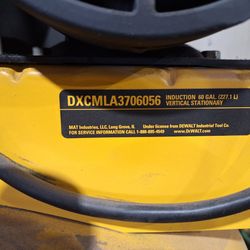 DXCMLA3706056
INDUCTION 60 GAL. (227.1 L)
VERTICAL STATIONARY
MAT Industries, LLC, Long Grove, IL
Under license from DeWALT Industrial Tool Co.
FOR SERVICE INFORMATION CALL 1-888-895-4549
www.DeWALT.com